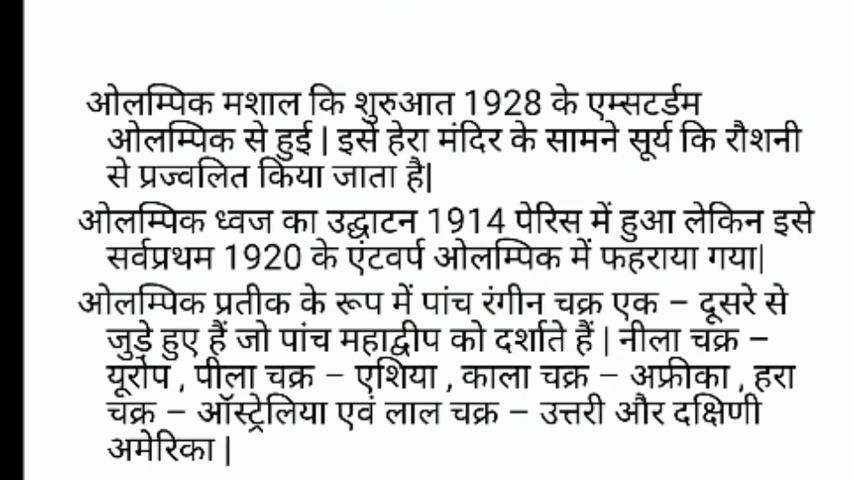 ओलम्पिक मशाल कि शुरुआत 1928 के एम्सटर्डम
ओलम्पिक से हुई | इसे हेरा मंदिर के सामने सूर्य कि रौशनी
से प्रज्वलित किया जाता है|
ओलम्पिक ध्वज का उद्घाटन 1914 पेरिस में हुआ लेकिन इसे
सर्वप्रथम 1920 के एंटवर्प ओलम्पिक में फहराया गया|
ओलम्पिक प्रतीक के रूप में पांच रंगीन चक्र एक – दूसरे से
जुड़े हुए हैं जो पांच महाद्वीप को दर्शाते हैं | नीला चक्र –
यूरोप , पीला चक्र – एशिया , काला चक्र – अफ्रीका , हरा
चक्र – ऑस्ट्रेलिया एवं लाल चक्र – उत्तरी और दक्षिणी
अमेरिका |